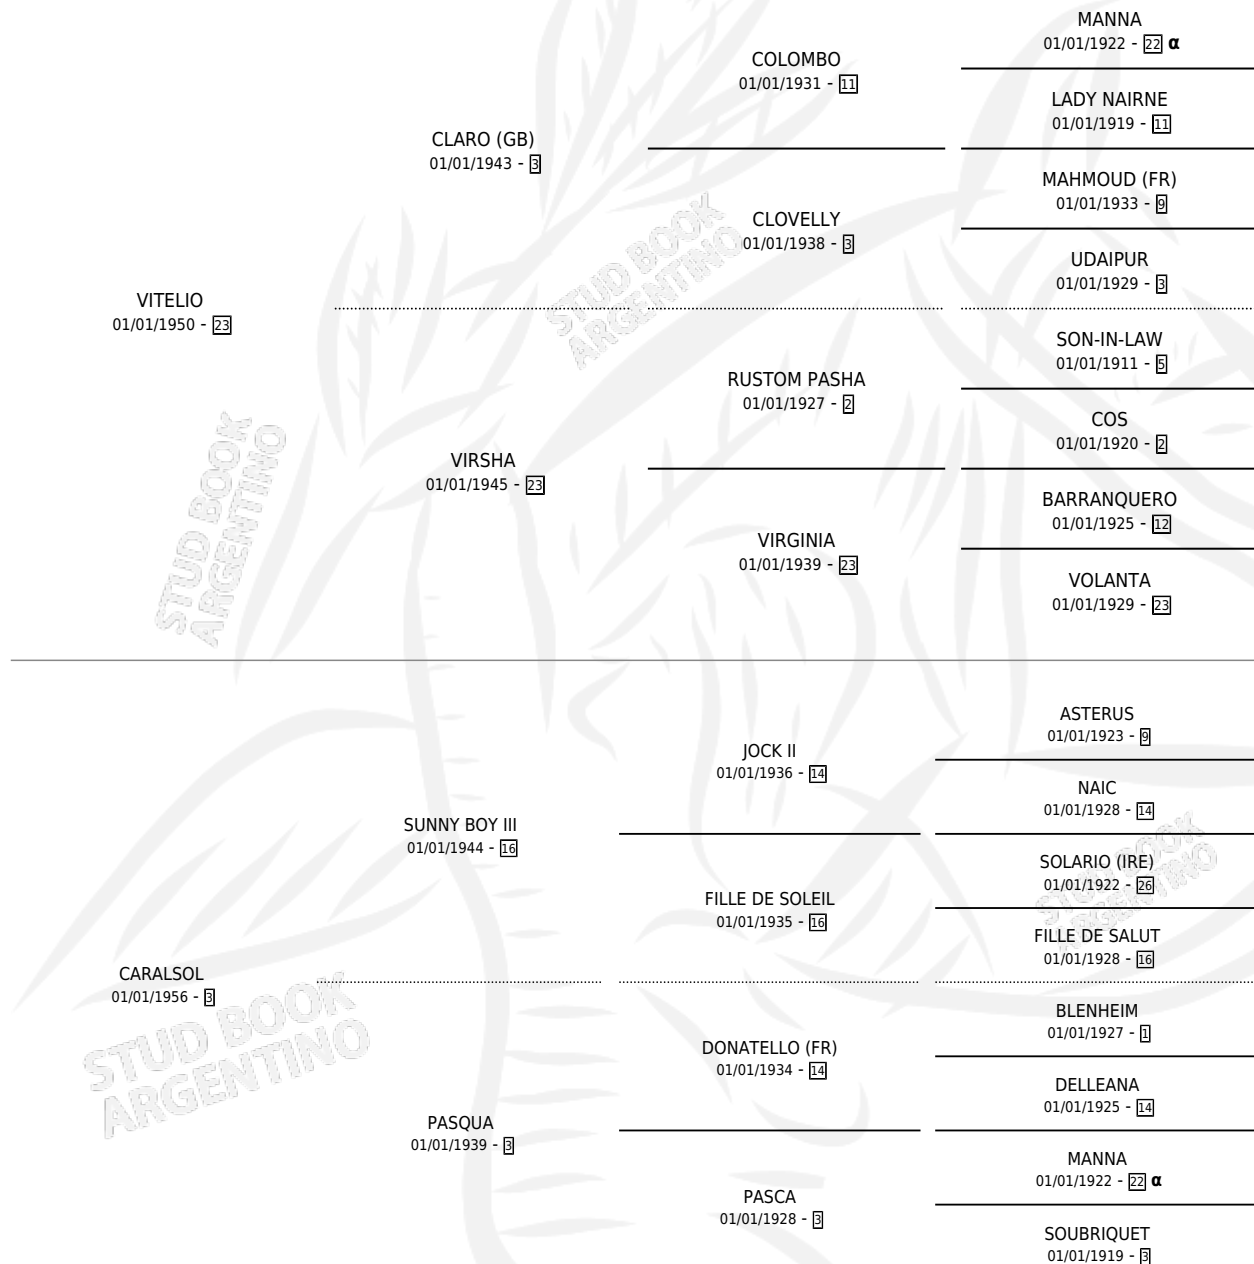 MANNA
01/01/1922 - 22 α
COLOMBO
01/01/1931 - 11
LADY NAIRNE
01/01/1919 - 11
CLARO (GB)
01/01/1943 - 3
MAHMOUD (FR)
01/01/1933 - 9
CLOVELLY
01/01/1938 - 3
UDAIPUR
01/01/1929 - 3
VITELIO
01/01/1950 - 23
SON-IN-LAW
01/01/1911 - 5
RUSTOM PASHA
01/01/1927 - 2
COS
01/01/1920 - 2
VIRSHA
01/01/1945 - 23
BARRANQUERO
01/01/1925 - 12
VIRGINIA
01/01/1939 - 23
VOLANTA
01/01/1929 - 23
STUD BOOK
ARGENTINO
STUD BOOK
ARGENTINO
ASTERUS
01/01/1923 - 9
JOCK II
01/01/1936 - 14
NAIC
01/01/1928 - 14
SUNNY BOY III
01/01/1944 - 16
SOLARIO (IRE)
01/01/1922 - 26
FILLE DE SOLEIL
01/01/1935 - 16
FILLE DE SALUT
01/01/1928 - 16
CARALSOL
01/01/1956 - 3
BLENHEIM
01/01/1927 - 1
DONATELLO (FR)
01/01/1934 - 14
DELLEANA
01/01/1925 - 14
PASQUA
01/01/1939 - 3
MANNA
01/01/1922 - 22 α
PASCA
01/01/1928 - 3
SOUBRIQUET
01/01/1919 - 3
STUD BOOK
ARGENTINO
STUD BOOK
ARGENTINO